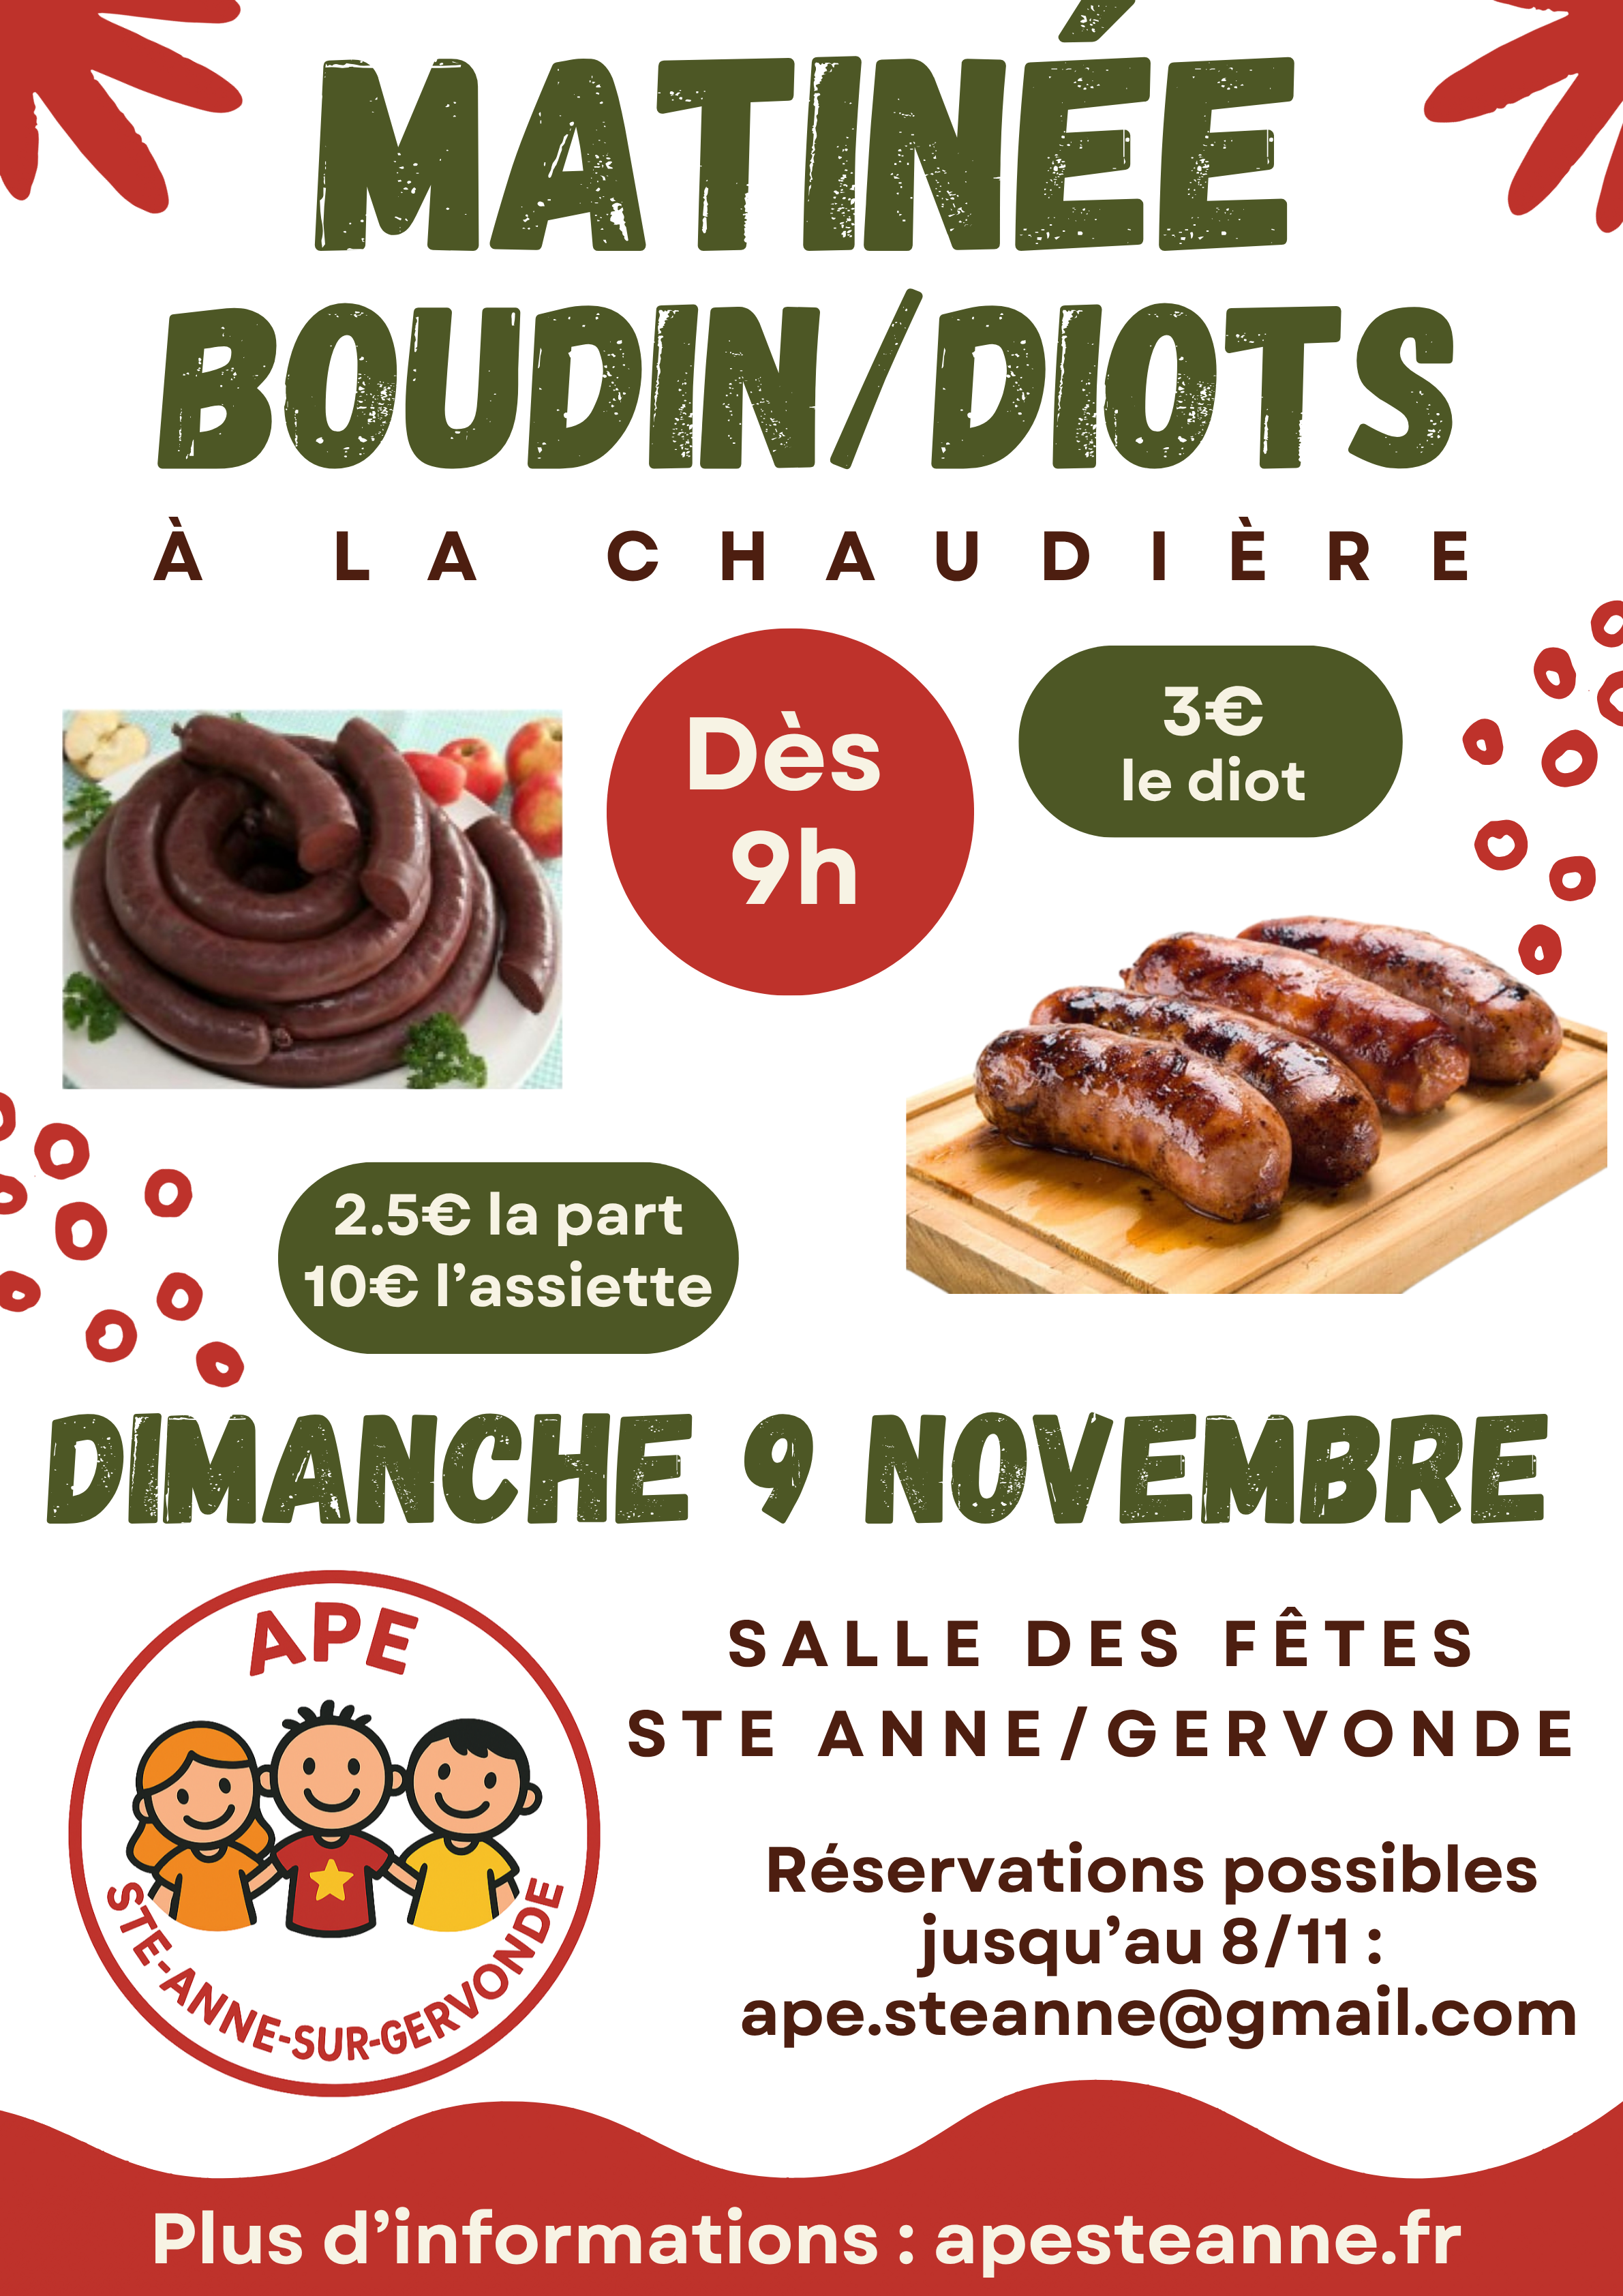 MATINÉE
BOUDIN/DIOTS
À LA CHAUDIÈRE
Dès
9h
3€
le diot
2.5€ la part
10€ l’assiette
DIMANCHE 9 NOVEMBRE
APE
STE-ANNE-SUR-GERVONDE
SALLE DES FÊTES
STE ANNE/GERVONDE
Réservations possibles
jusqu’au 8/11 :
ape.steanne@gmail.com
Plus d’informations : apesteanne.fr